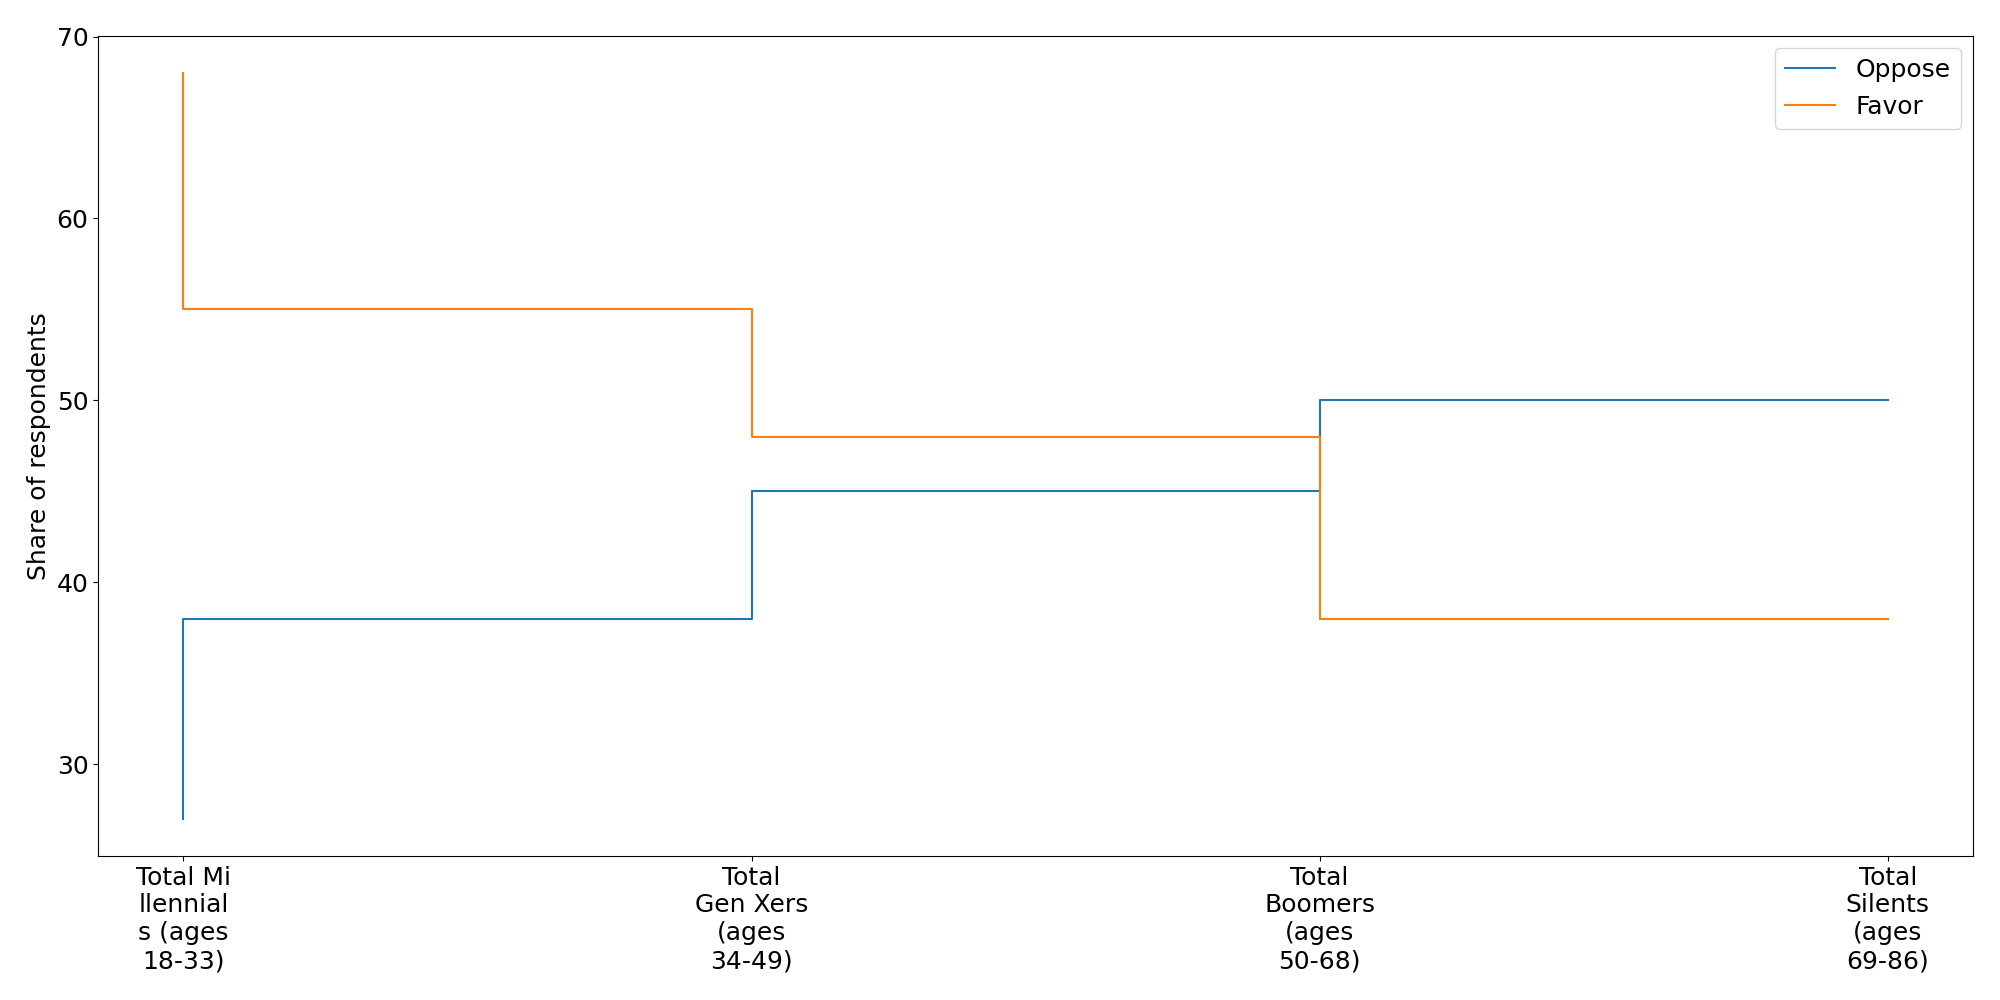 70
60
50
40
30
Share of respondents
Oppose
Favor
Total Mi
llennial
s (ages
18-33)
Total
Gen Xers
(ages
34-49)
Total
Boomers
(ages
50-68)
Total
Silents
(ages
69-86)